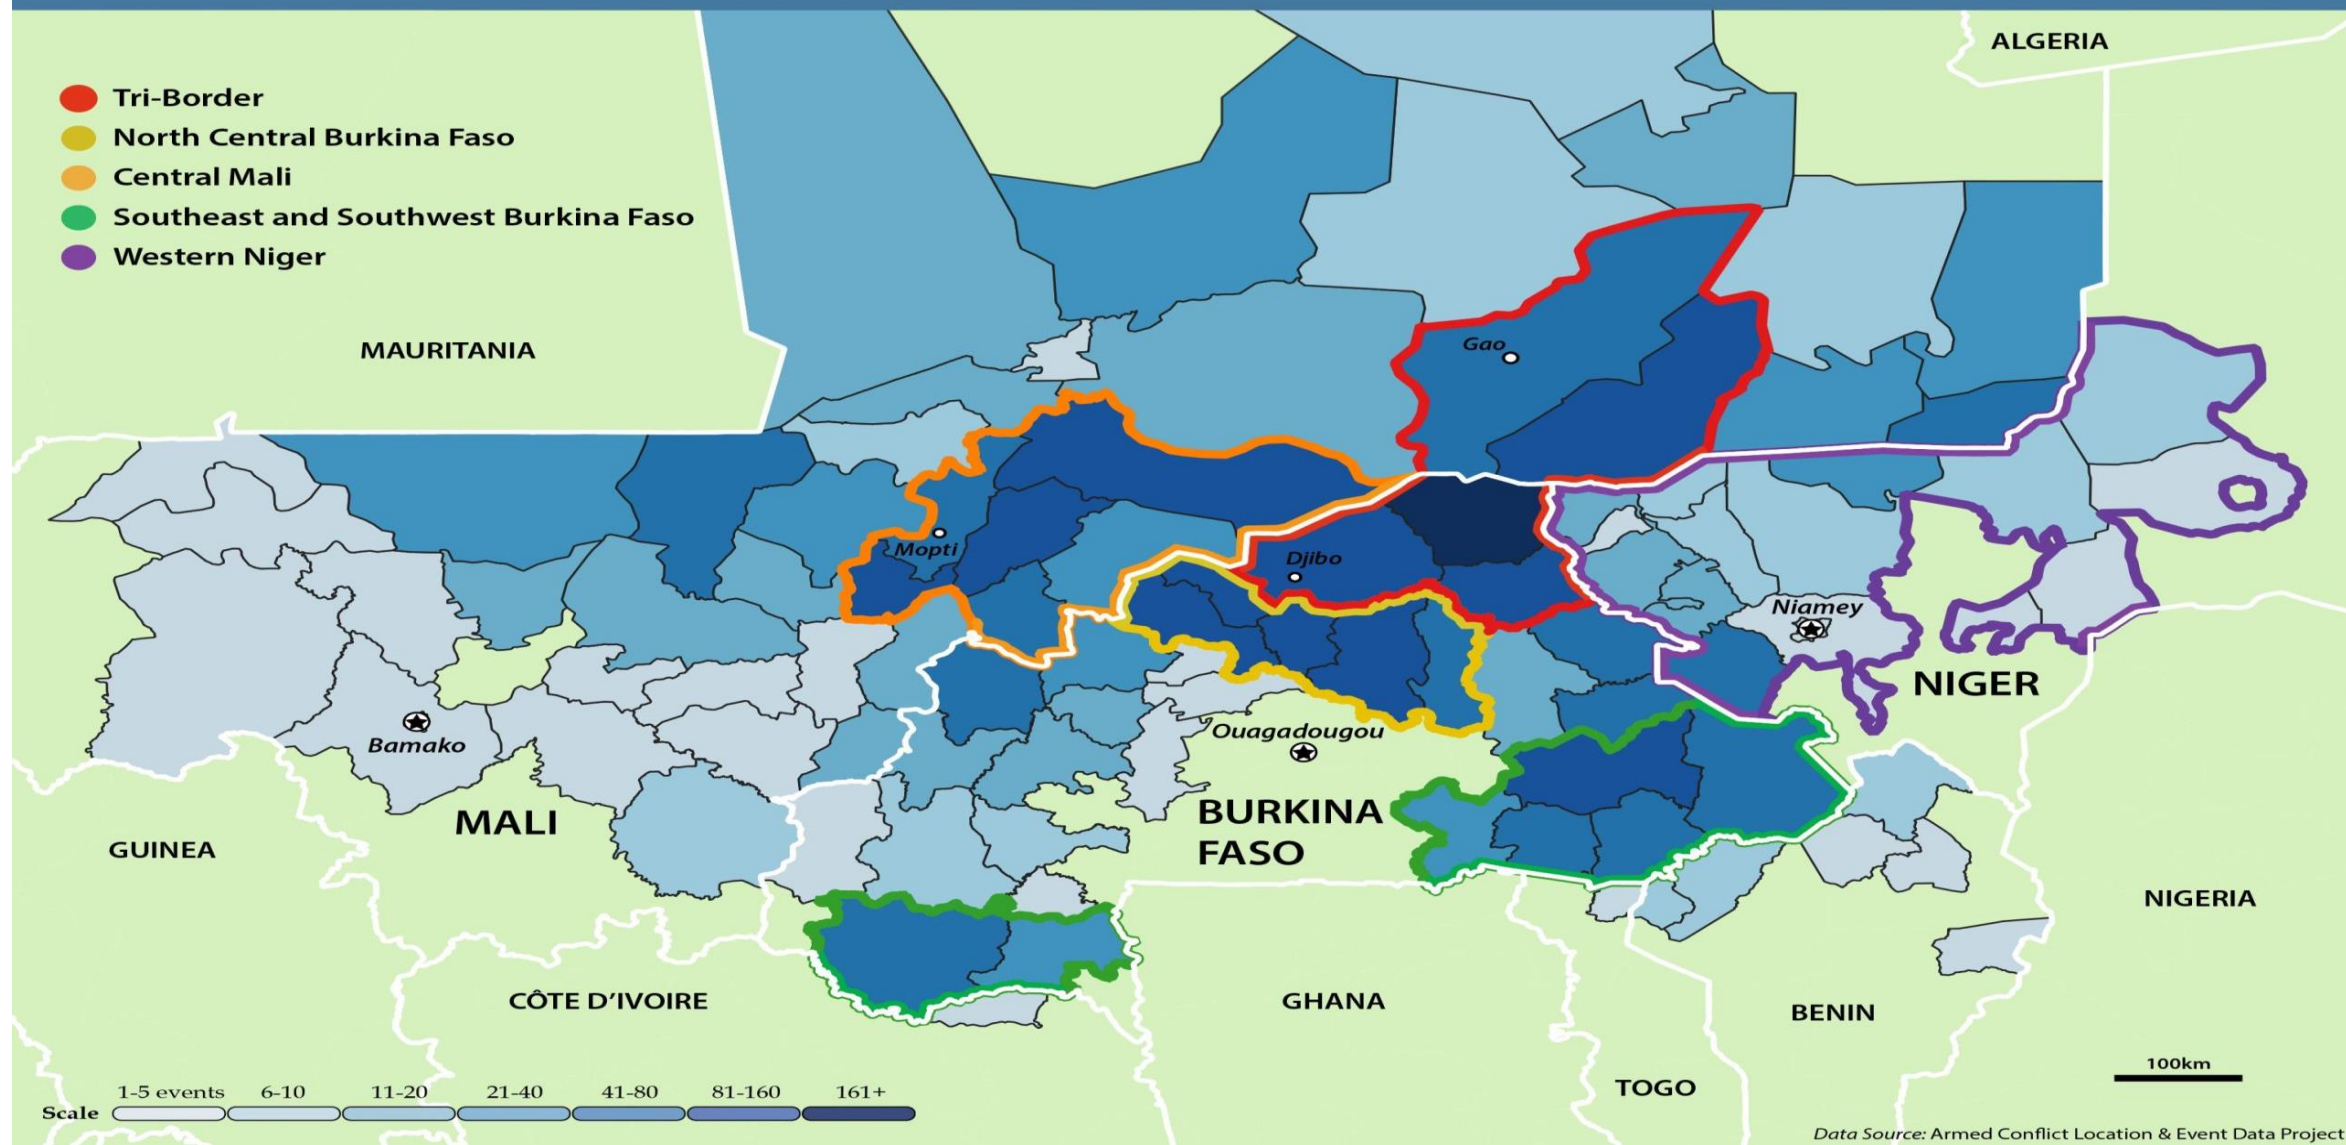 ALGERIA
Tri-Border
North Central Burkina Faso
Central Mali
Southeast and Southwest Burkina Faso
Western Niger
MAURITANIA
Gao
Mopti
Djibo
Niamey
NIGER
Bamako
Ouagadougou
MALI
BURKINA
FASO
GUINEA
NIGERIA
CÔTE D'IVOIRE
GHANA
BENIN
TOGO
100km
1-5 events 6-10 11-20 21-40 41-80 81-160 161+
Scale
Data Source: Armed Conflict Location & Event Data Project